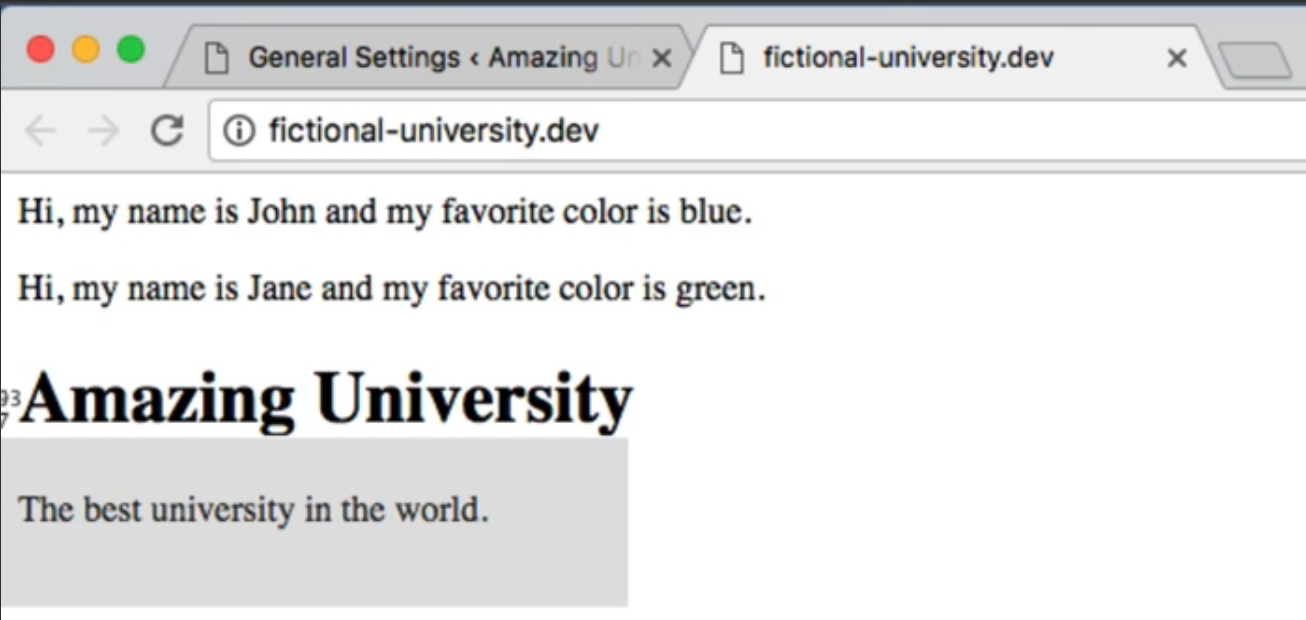 General Settings ‹ Amazing Un
fictional-university.dev
fictional-university.dev
Hi, my name is John and my favorite color is blue.
Hi, my name is Jane and my favorite color is green.
Amazing University
The best university in the world.